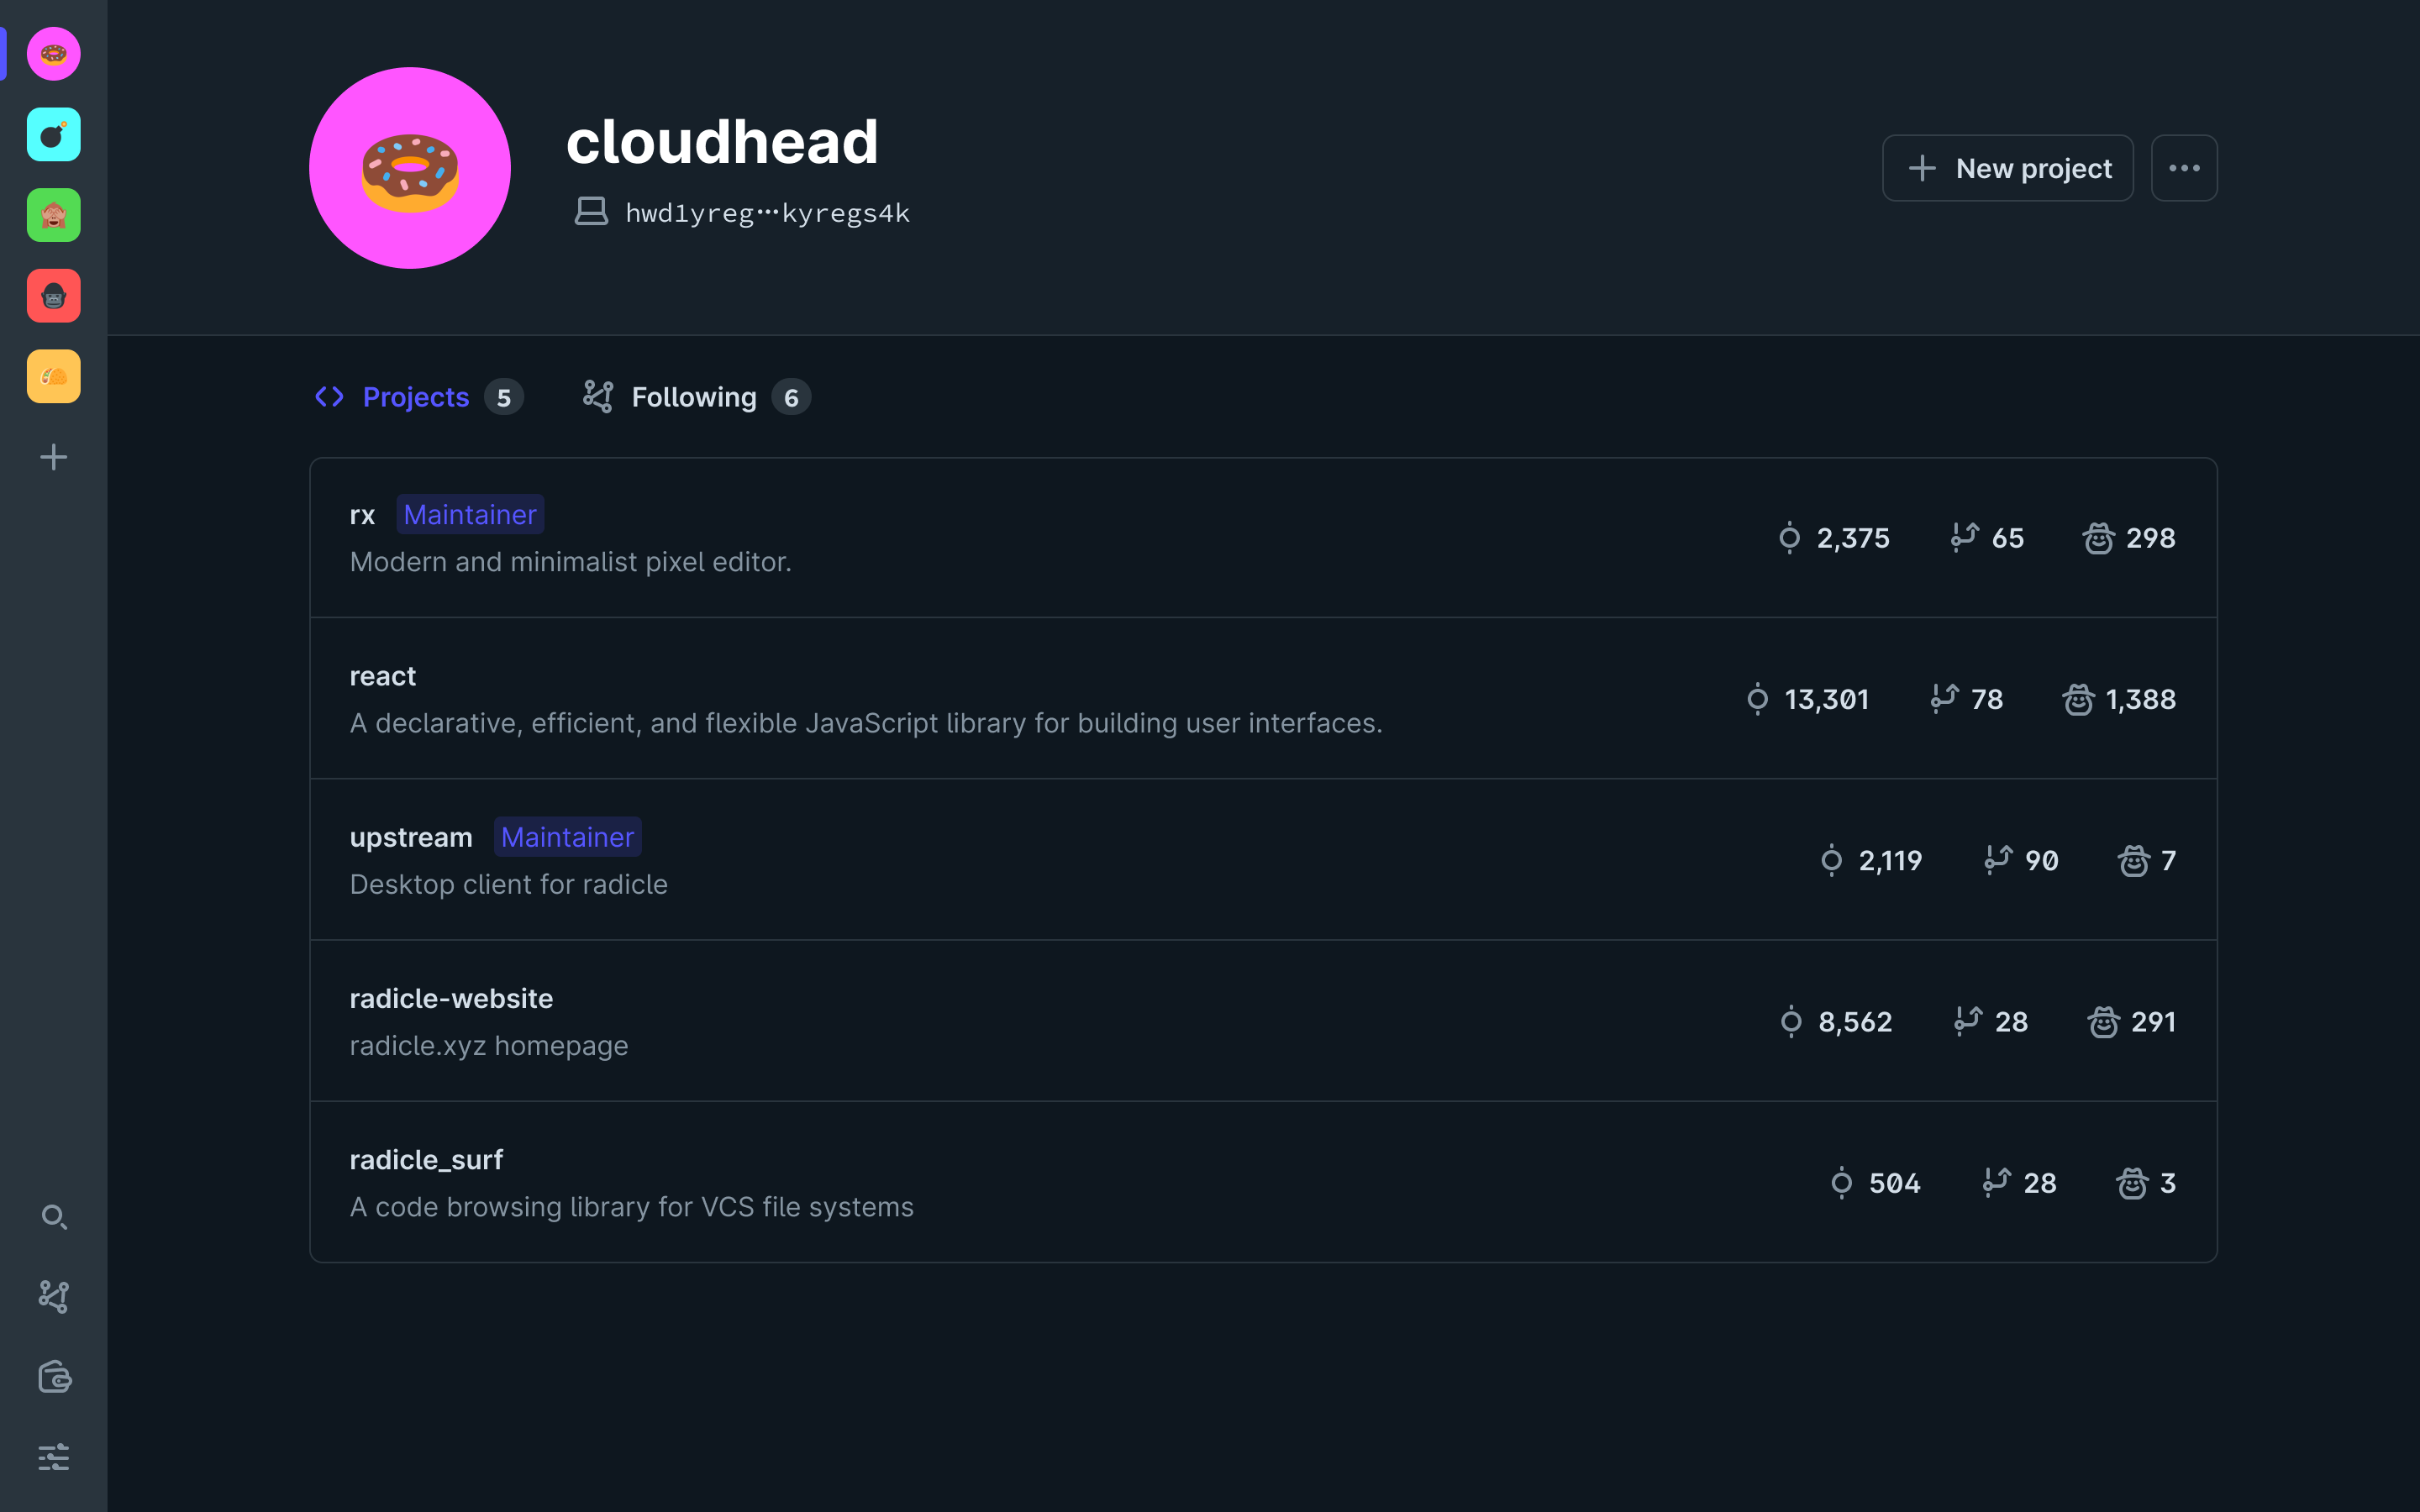 cloudhead
hwd1yreg…kyregs4k
New project
Projects 5
Following 6
rx Maintainer
Modern and minimalist pixel editor.
2,375 65 298
react
A declarative, efficient, and flexible JavaScript library for building user interfaces.
13,301 78 1,388
upstream Maintainer
Desktop client for radicle
2,119 90 7
radicle-website
radicle.xyz homepage
8,562 28 291
radicle_surf
A code browsing library for VCS file systems
504 28 3